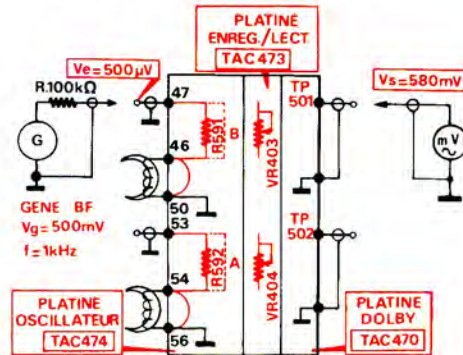 PLATINE
ENREG./LECT.
TAC473
Ve=500µV
R.100kΩ
Vs=580mV
47
TP
501
G
R591
B
VR403
46
mV
50
GENE BF
Vg=500mV
f=1kHz
53
TP
502
R592
A
VR404
54
PLATINE
OSCILLATEUR
TAC474
56
PLATINE
DOLBY
TAC470